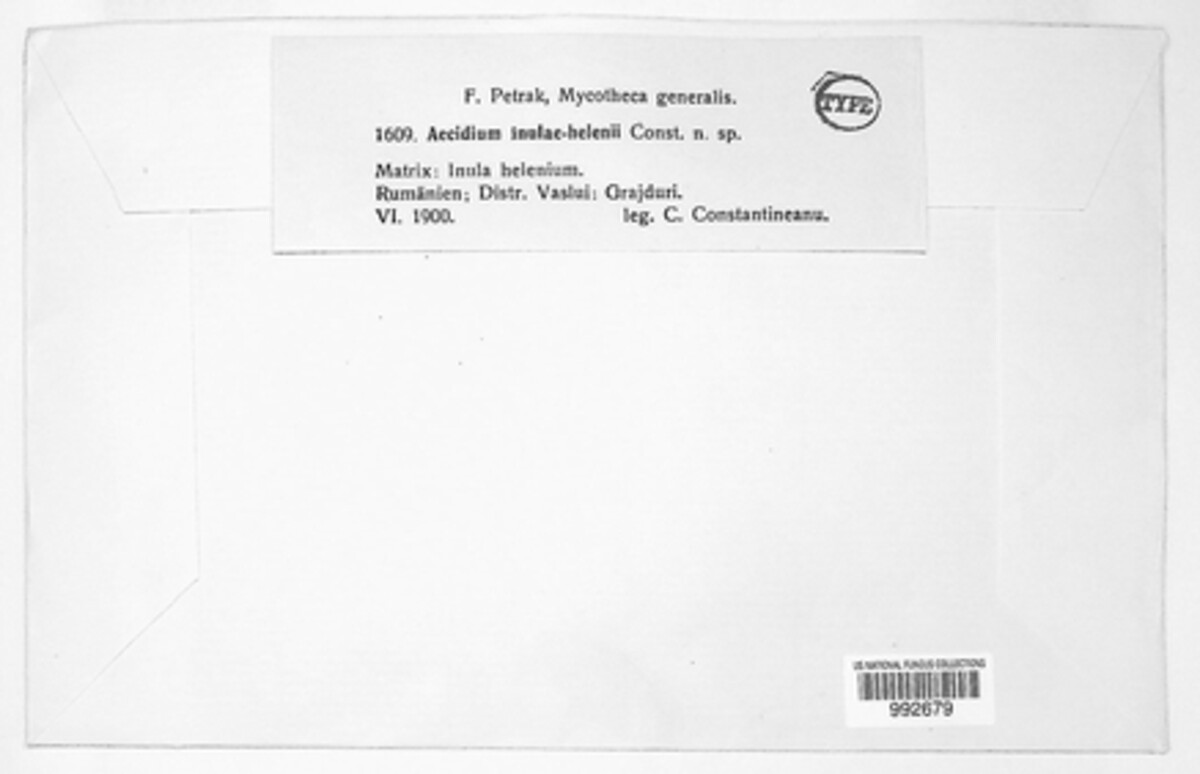 F. Petrak, Mycotheca generalis.
TYPE
1609. Aecidium inulae-helenii Const. n. sp.
Matrix: Inula helenium.
Rumänien; Distr. Vaslui: Grajduri.
VI. 1900. leg. C. Constantineanu.
US NATIONAL FUNGUS COLLECTIONS
992679